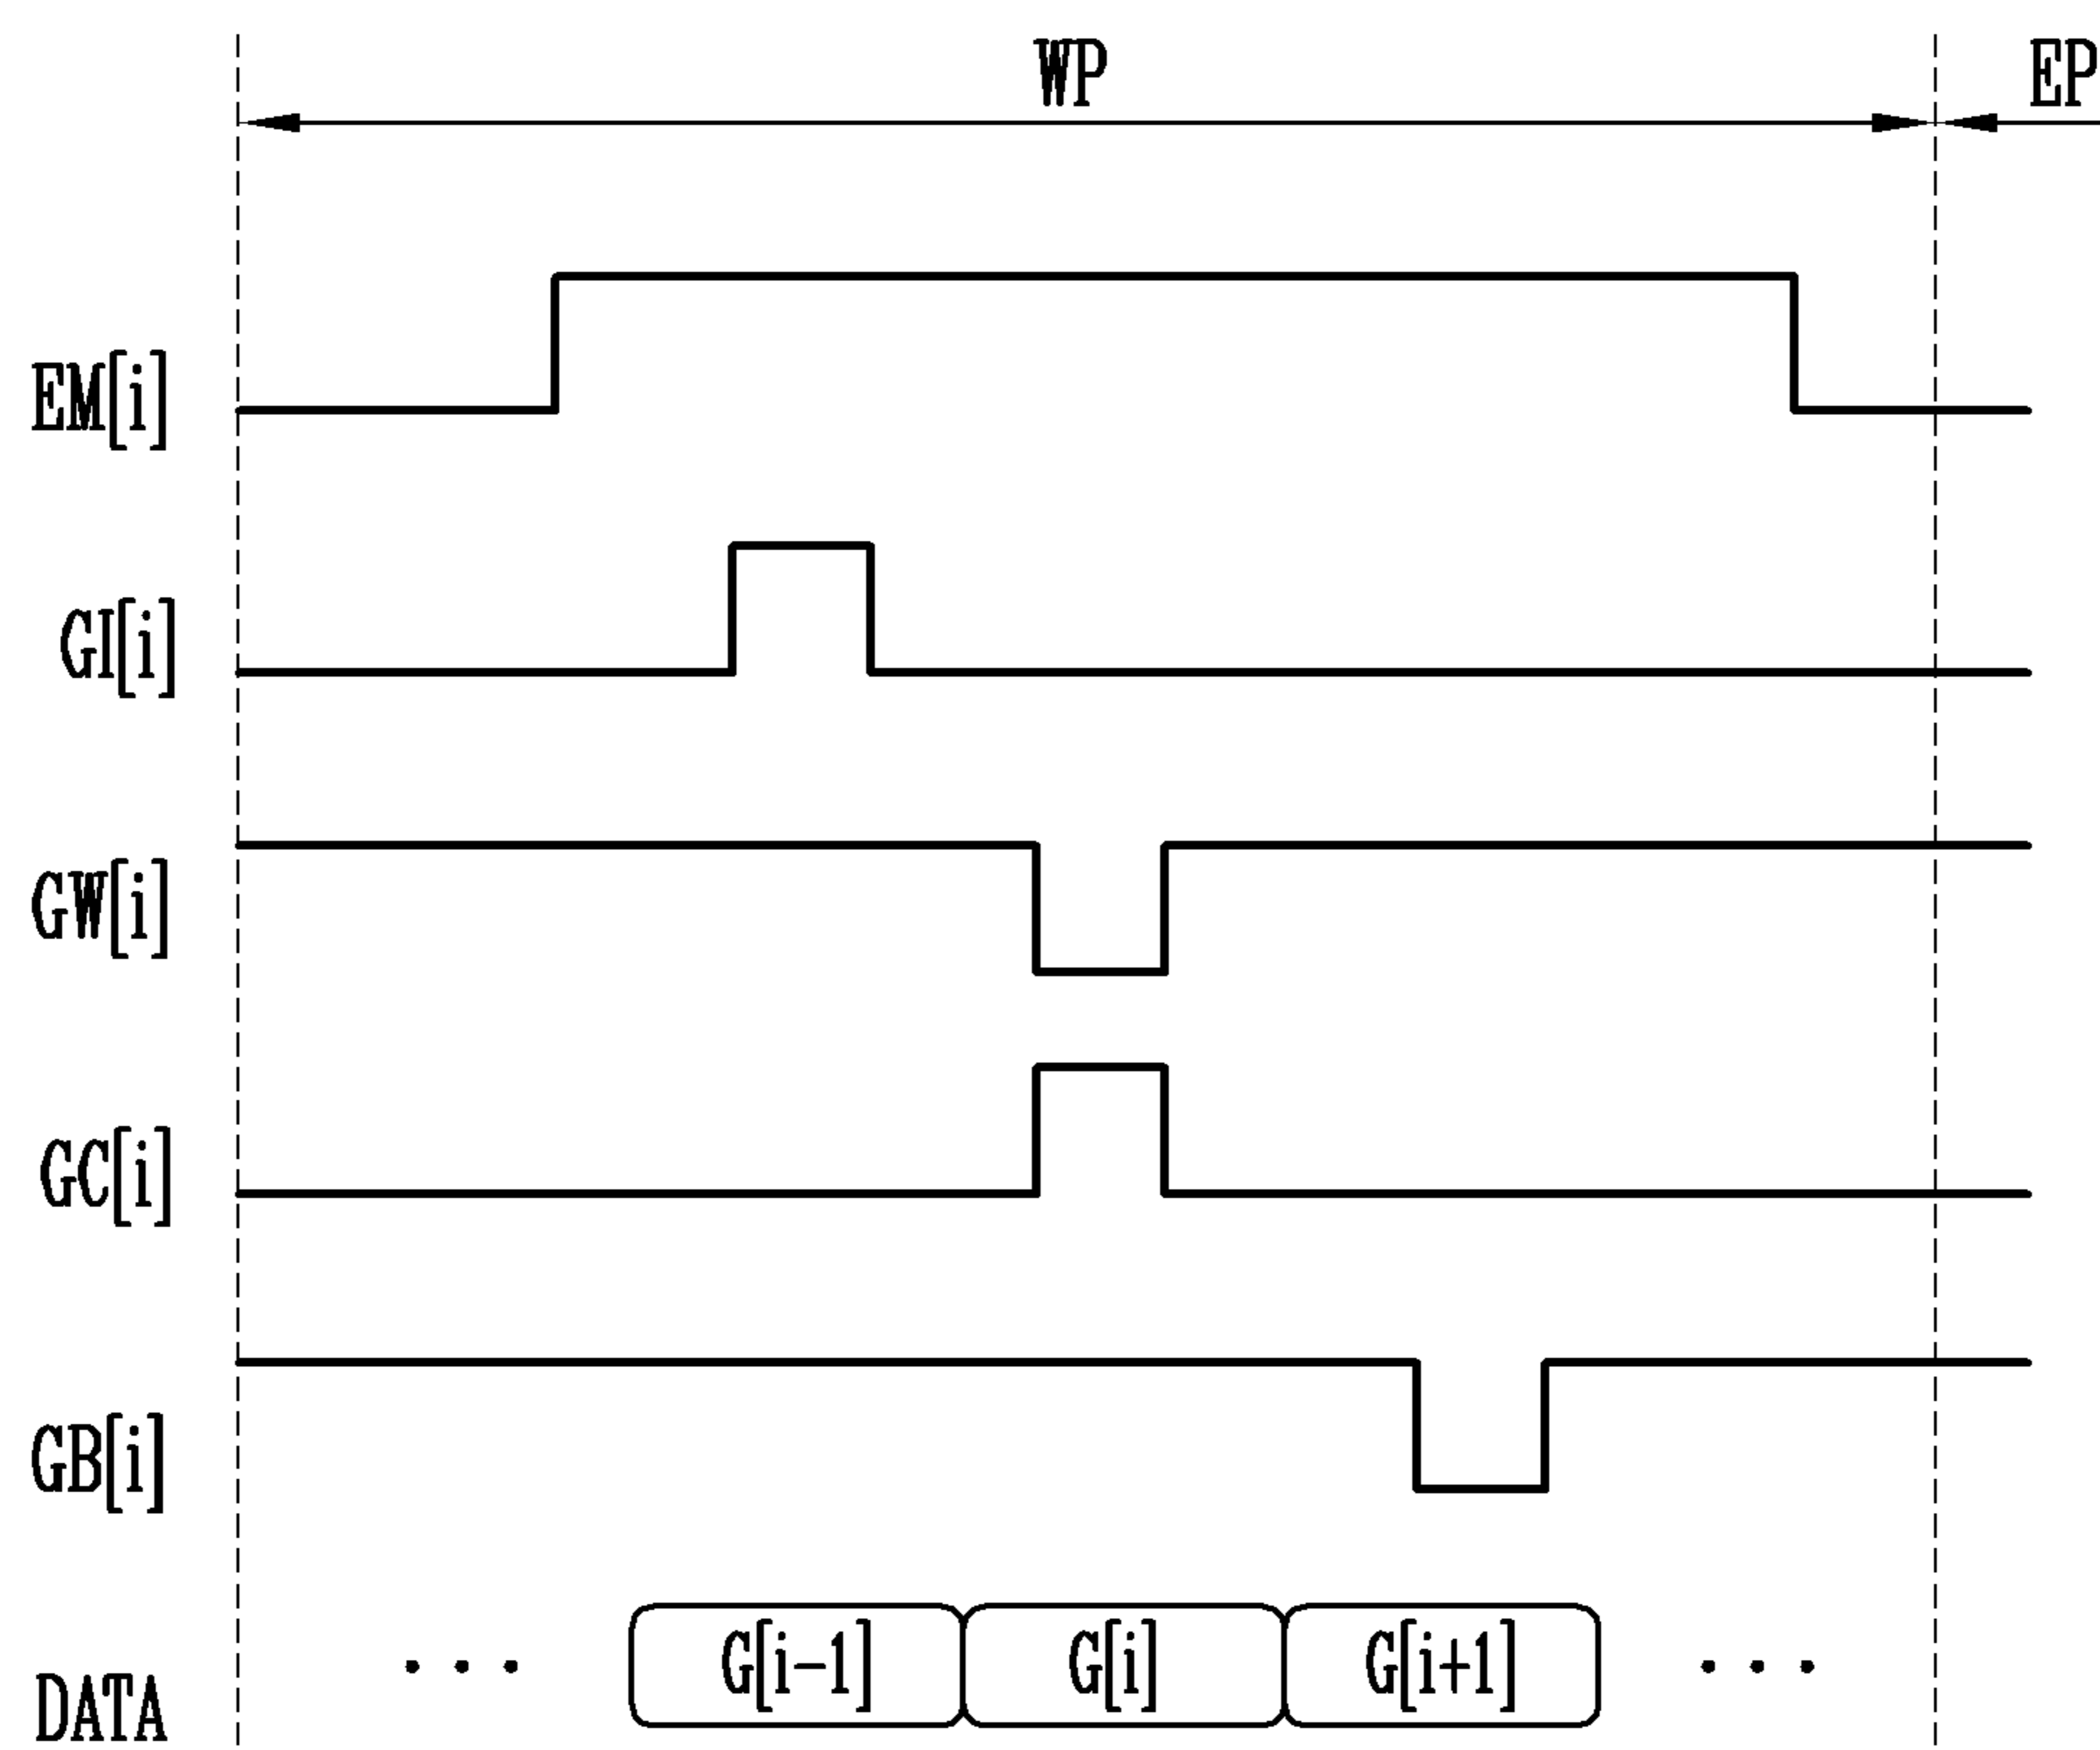 WP EP
EM[i]
GI[i]
GW[i]
GC[i]
GB[i]
DATA ... G[i-1] G[i] G[i+1] ...